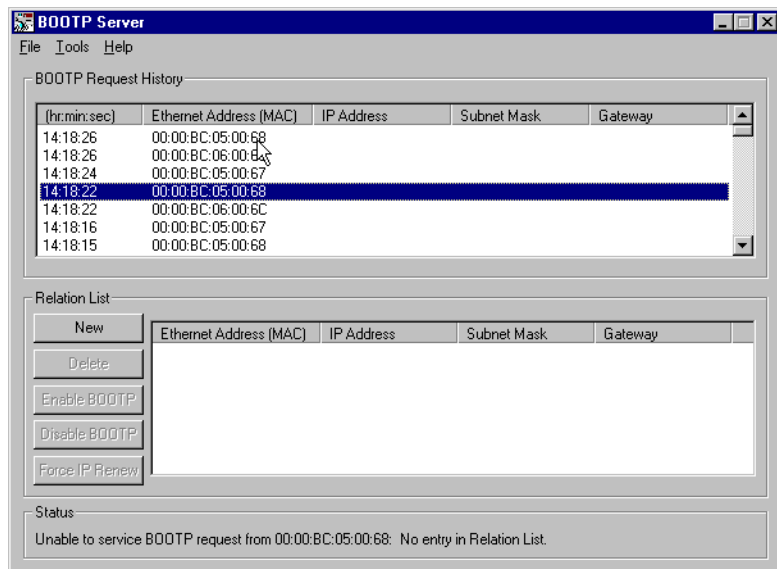 BOOTP Server
File Tools Help
BOOTP Request History
(hr:min:sec) Ethernet Address (MAC) IP Address Subnet Mask Gateway
14:18:26 00:00:BC:05:00:68
14:18:26 00:00:BC:06:00:
14:18:24 00:00:BC:05:00:67
14:18:22 00:00:BC:05:00:68
14:18:22 00:00:BC:06:00:6C
14:18:16 00:00:BC:05:00:67
14:18:15 00:00:BC:05:00:68
Relation List
New
Delete
Enable BOOTP
Disable BOOTP
Force IP Renew
Ethernet Address (MAC) IP Address Subnet Mask Gateway
Status
Unable to service BOOTP request from 00:00:BC:05:00:68: No entry in Relation List.